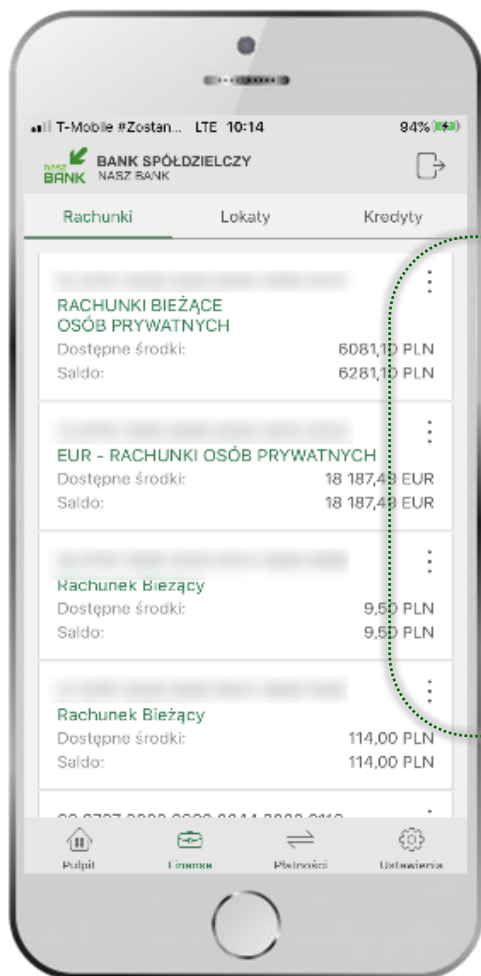 T-Mobile #Zostan... LTE 10:14 94%
NASZ BANK BANK SPÓŁDZIELCZY
NASZ BANK
Rachunki Lokaty Kredyty
RACHUNKI BIEŻĄCE
OSÓB PRYWATNYCH
Dostępne środki: 6081,10 PLN
Saldo: 6281,10 PLN
EUR - RACHUNKI OSÓB PRYWATNYCH
Dostępne środki: 18 187,49 EUR
Saldo: 18 187,49 EUR
Rachunek Bieżący
Dostępne środki: 9,50 PLN
Saldo: 9,50 PLN
Rachunek Bieżący
Dostępne środki: 114,00 PLN
Saldo: 114,00 PLN
Pulpit Finanse Płatności Ustawienia